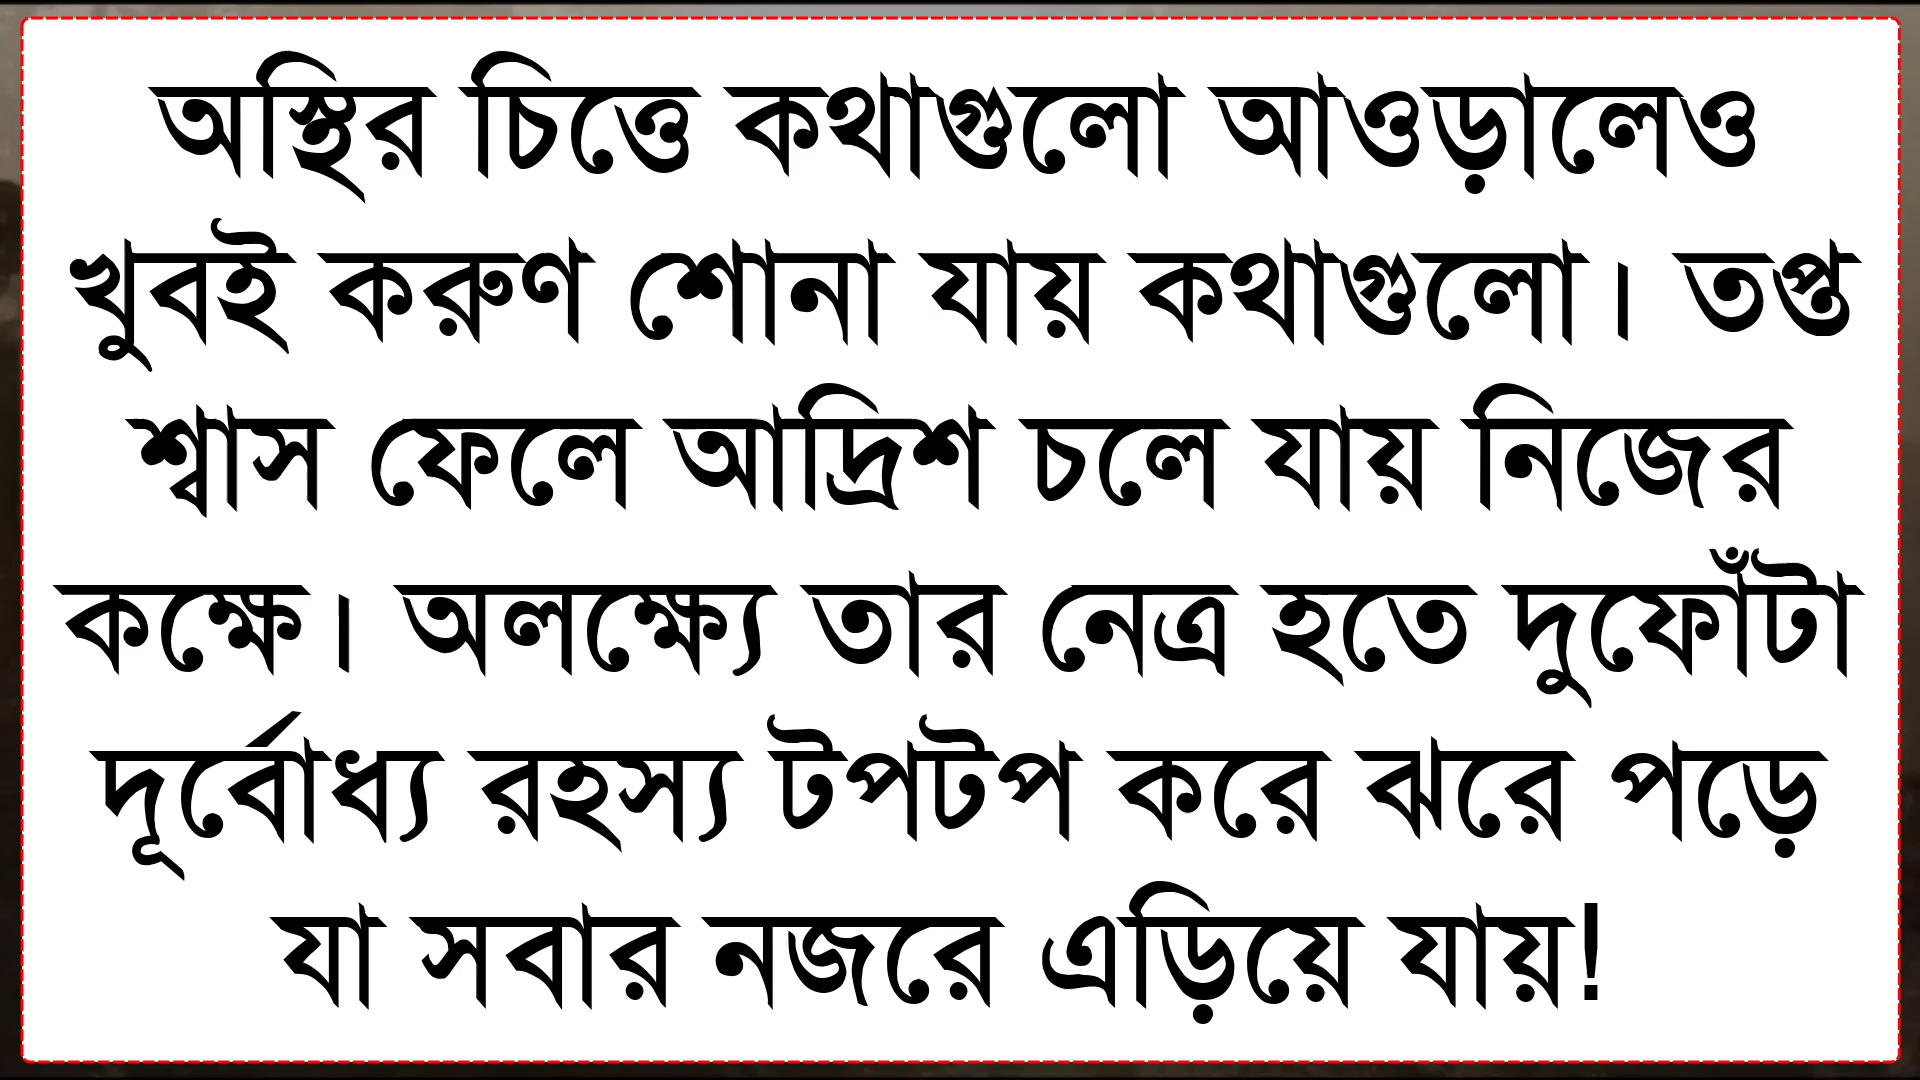 অস্থির চিত্তে কথাগুলো আওড়ালেও
খুবই করুণ শোনা যায় কথাগুলো। তপ্ত
শ্বাস ফেলে আদ্রিশ চলে যায় নিজের
কক্ষে। অলক্ষ্যে তার নেত্র হতে দুফোঁটা
দূর্বোধ্য রহস্য টপটপ করে ঝরে পড়ে
যা সবার নজরে এড়িয়ে যায়!